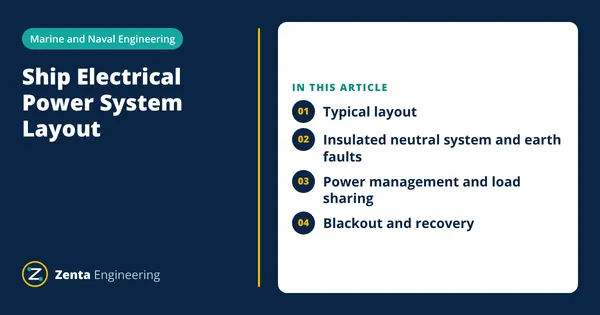 Marine and Naval Engineering
Ship Electrical
Power System
Layout
Zenta Engineering
IN THIS ARTICLE
01 Typical layout
02 Insulated neutral system and earth
faults
03 Power management and load
sharing
04 Blackout and recovery